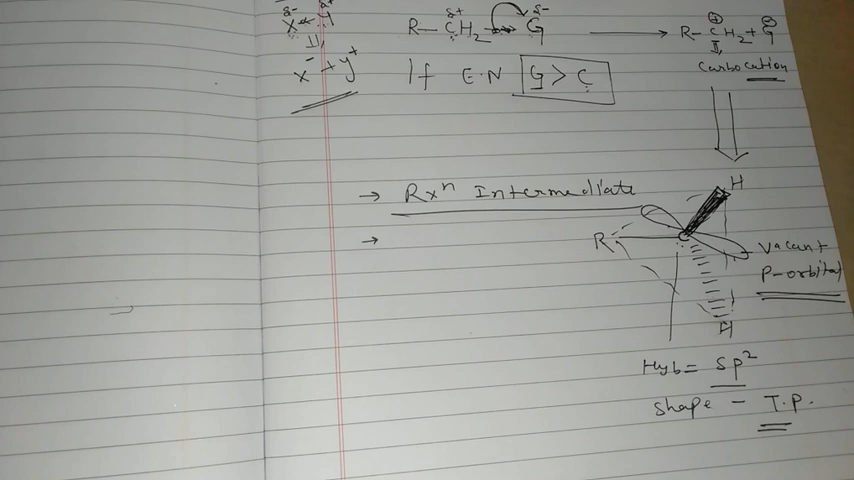 δ- δ+
X Y
X⁻ + Y⁺
R—CH₂—G → R—CH₂ + G
δ+ δ-
⊕ ⊖
If E.N G > C
Carbocation
→ Rxⁿ Intermediate
→
H
R
Vacant
P-orbital
H
Hyb = SP²
Shape - T.P.